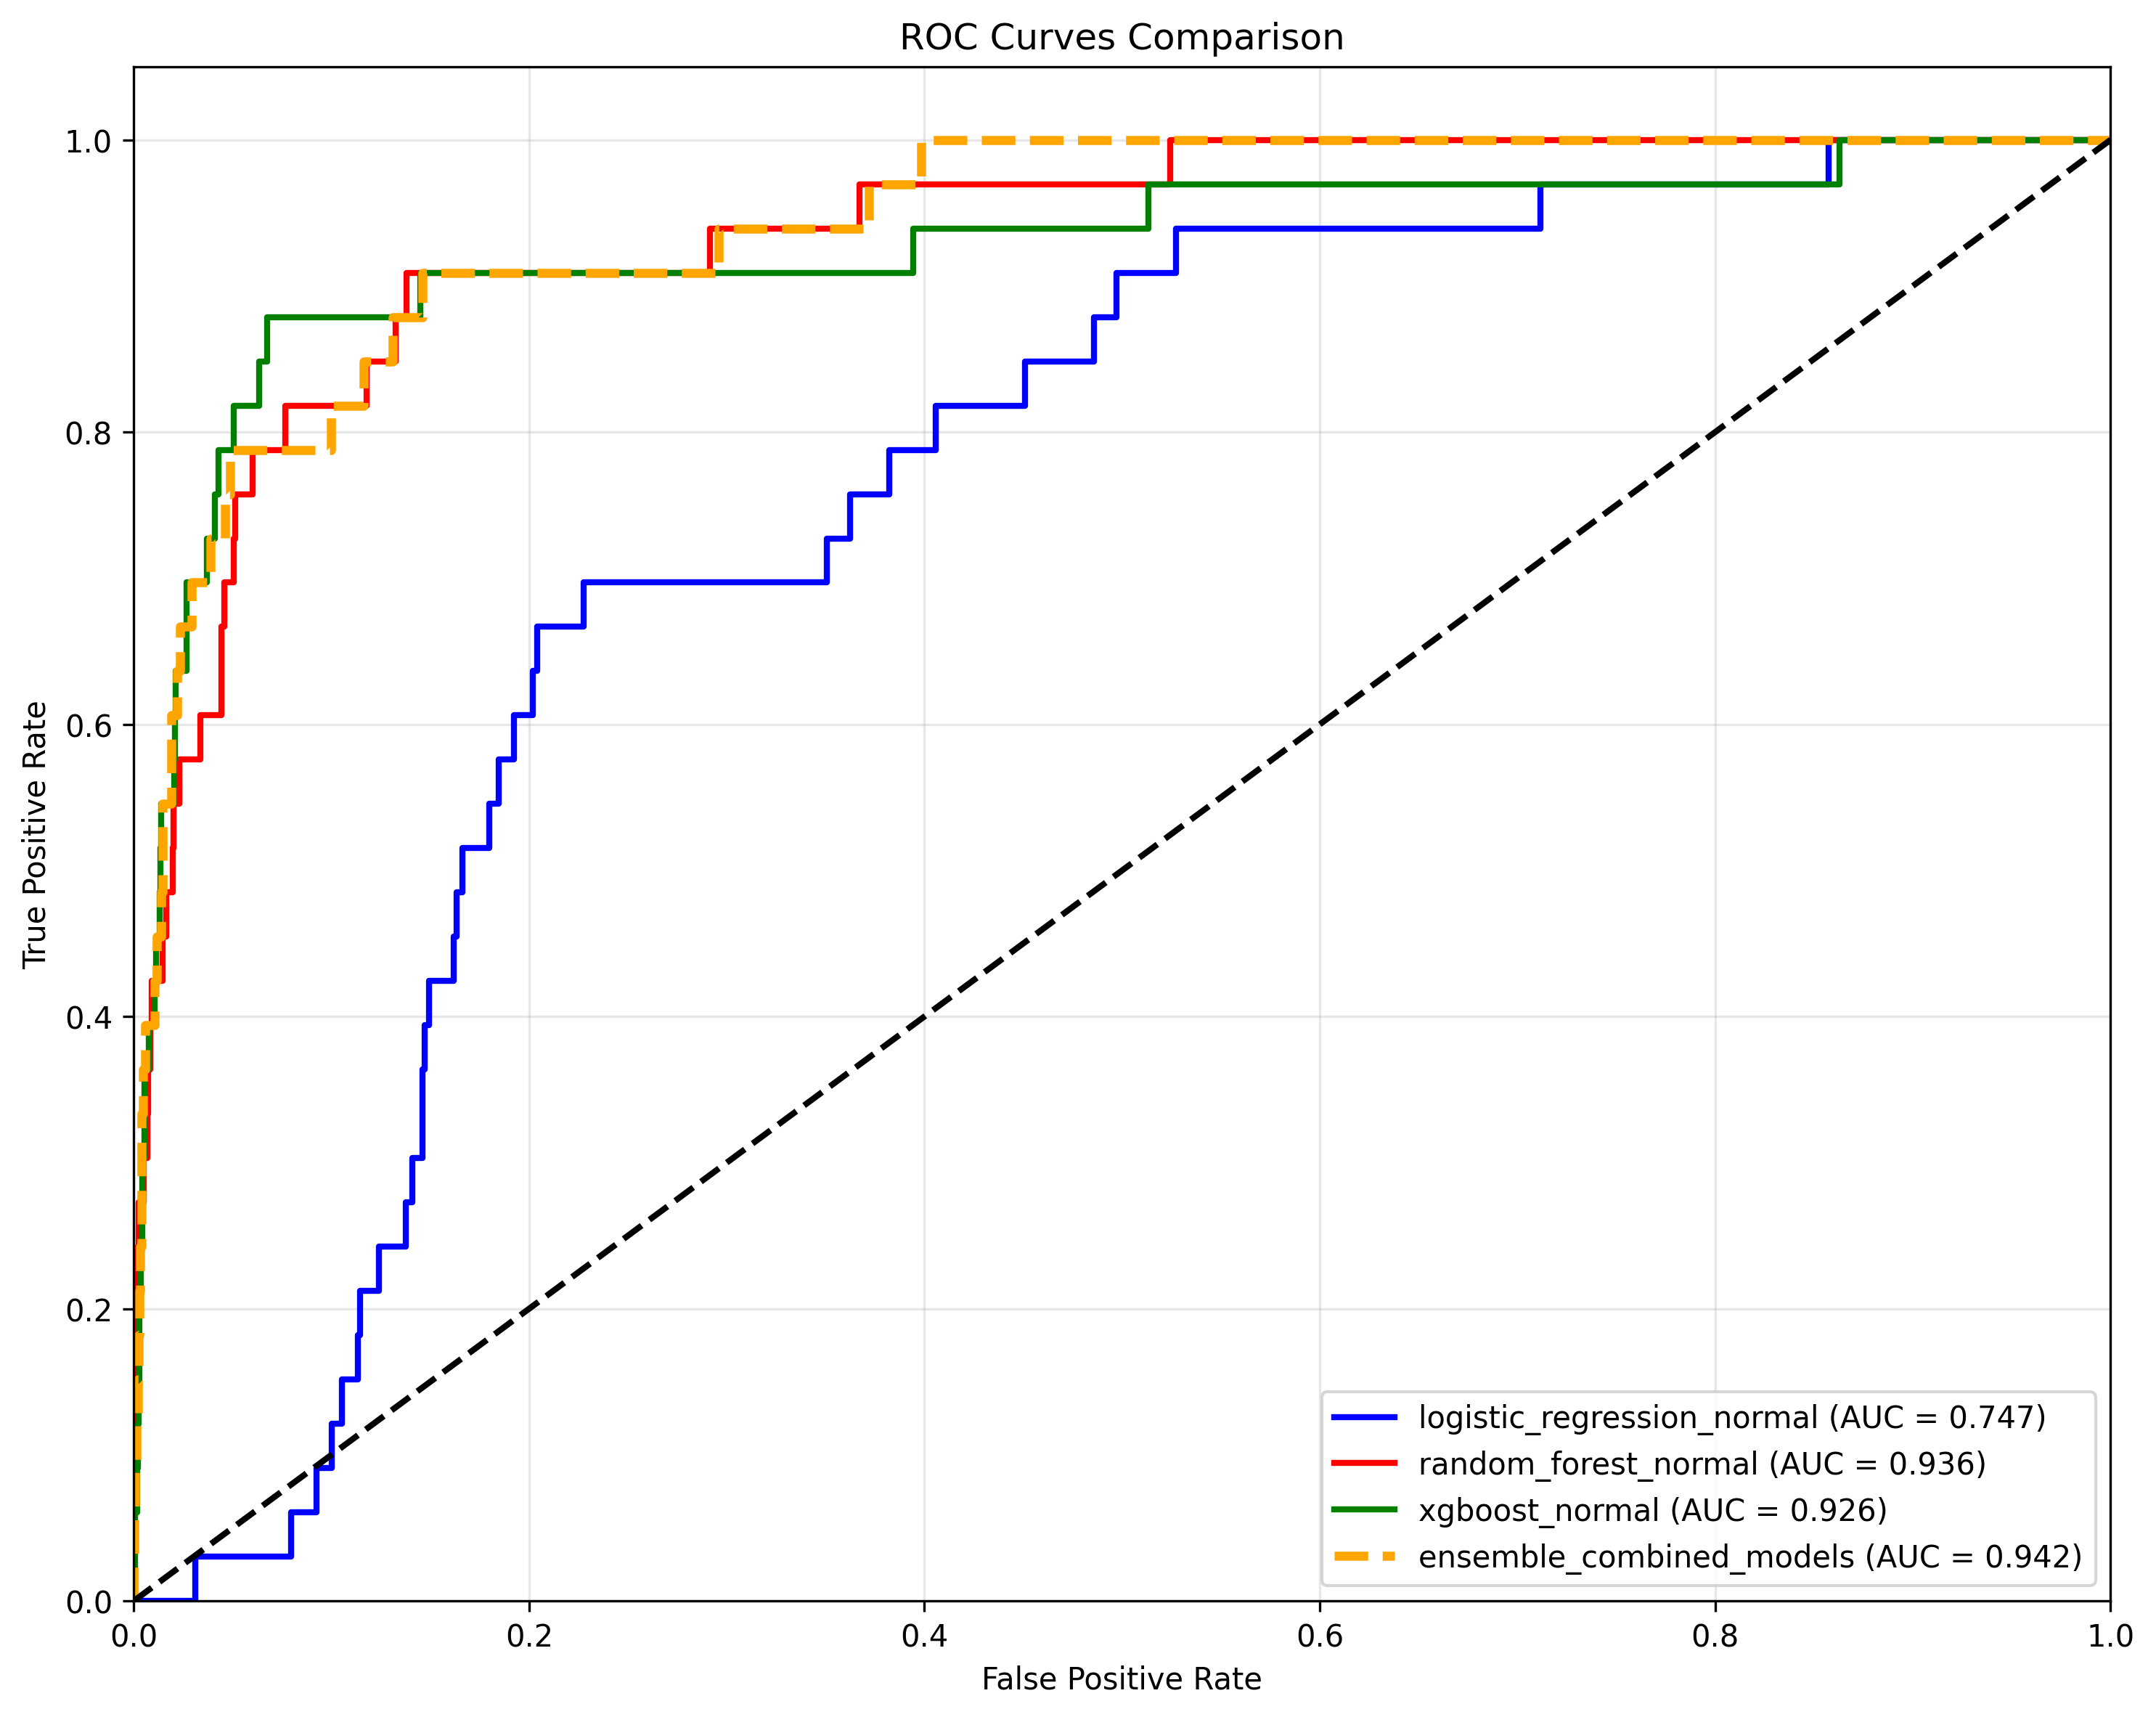 ROC Curves Comparison
1.0
0.8
0.6
0.4
0.2
0.0
True Positive Rate
0.0 0.2 0.4 0.6 0.8 1.0
False Positive Rate
logistic_regression_normal (AUC = 0.747)
random_forest_normal (AUC = 0.936)
xgboost_normal (AUC = 0.926)
ensemble_combined_models (AUC = 0.942)